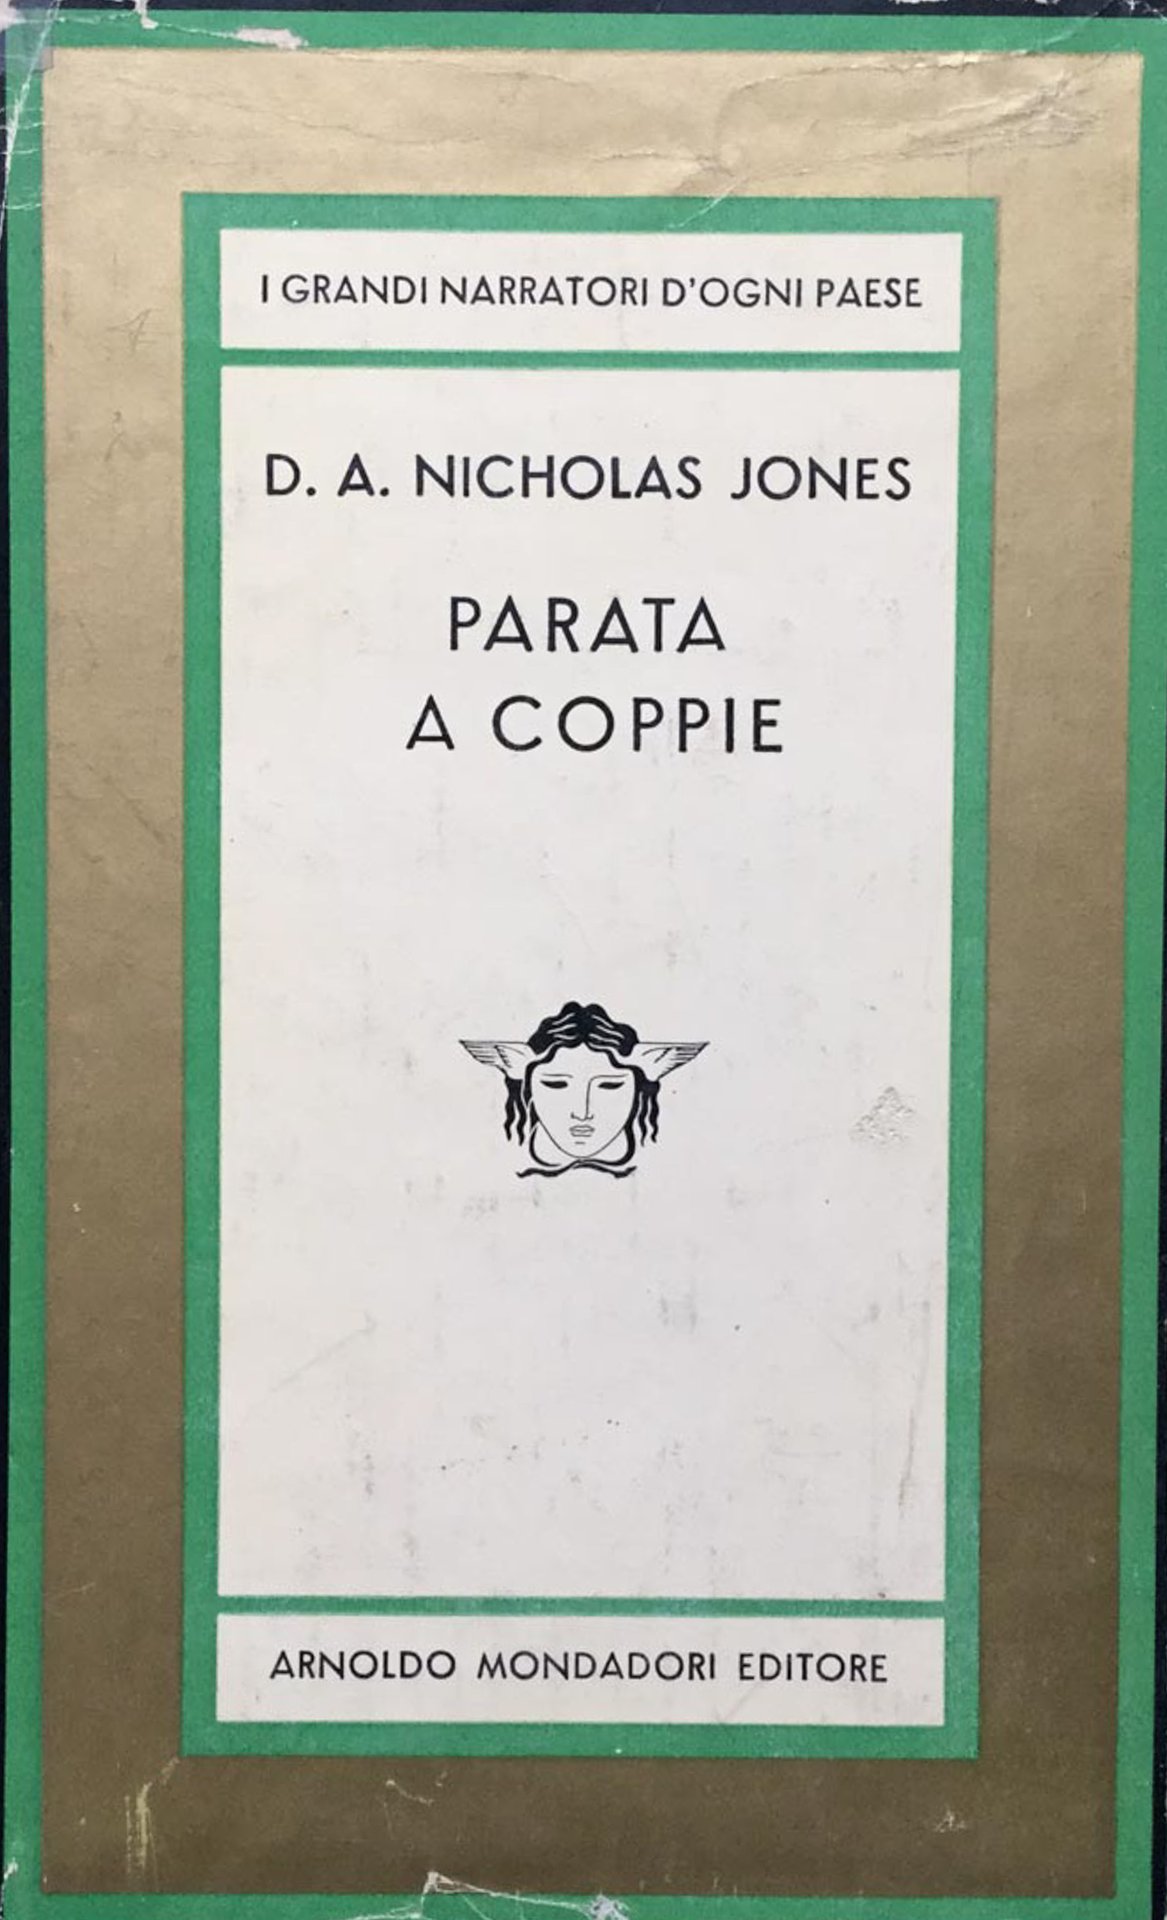 I GRANDI NARRATORI D'OGNI PAESE
D. A. NICHOLAS JONES
PARATA
A COPPIE
ARNOLDO MONDADORI EDITORE